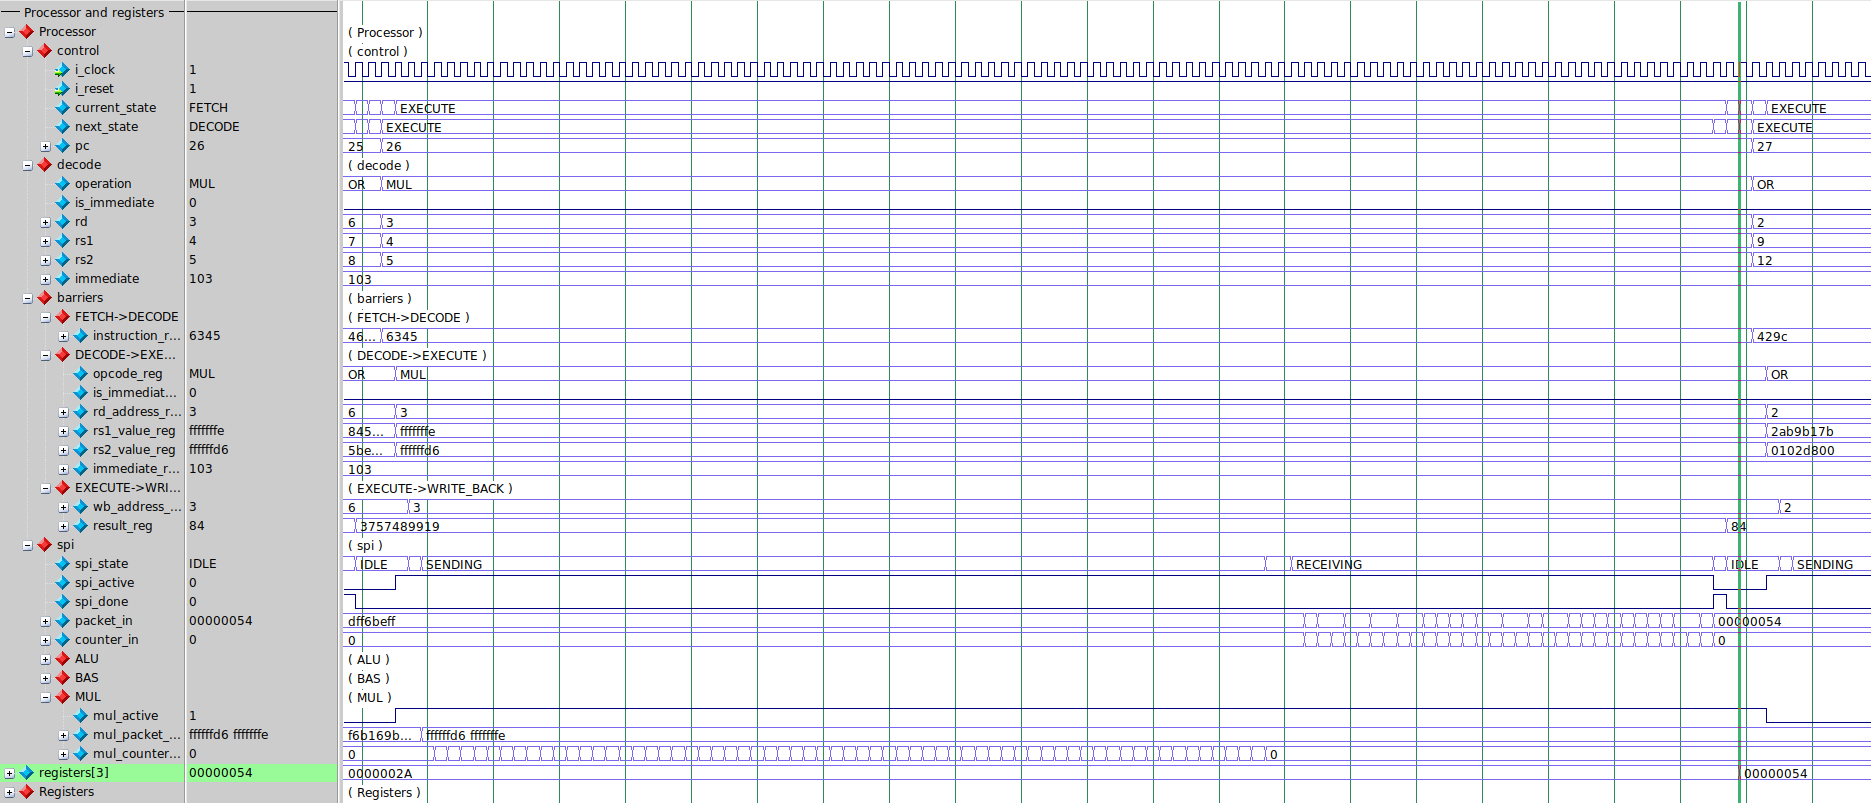 Processor and registers
Processor ( Processor )
control ( control )
i_clock 1
i_reset 1
current_state FETCH EXECUTE EXECUTE
next_state DECODE EXECUTE EXECUTE
pc 26 25 26 27
decode ( decode )
operation MUL OR MUL OR
is_immediate 0
rd 3 6 3 2
rs1 4 7 4 9
rs2 5 8 5 12
immediate 103 103
barriers ( barriers )
FETCH->DECODE ( FETCH->DECODE )
instruction_r... 6345 46... 6345 429c
DECODE->EXE... ( DECODE->EXECUTE )
opcode_reg MUL OR MUL OR
is_immediat... 0
rd_address_r... 3 6 3 2
rs1_value_reg fffffffe 845... fffffffe 2ab9b17b
rs2_value_reg ffffffd6 5be... ffffffd6 0102d800
immediate_r... 103 103
EXECUTE->WRI... ( EXECUTE->WRITE_BACK )
wb_address_... 3 6 3 2
result_reg 84 3757489919 84
spi ( spi )
spi_state IDLE IDLE SENDING RECEIVING IDLE SENDING
spi_active 0
spi_done 0
packet_in 00000054 dff6beff 00000054
counter_in 0 0 0
ALU ( ALU )
BAS ( BAS )
MUL ( MUL )
mul_active 1
mul_packet_... ffffffd6 fffffffe f6b169b... ffffffd6 fffffffe
mul_counter... 0 0 0
registers[3] 00000054 0000002A 00000054
Registers ( Registers )